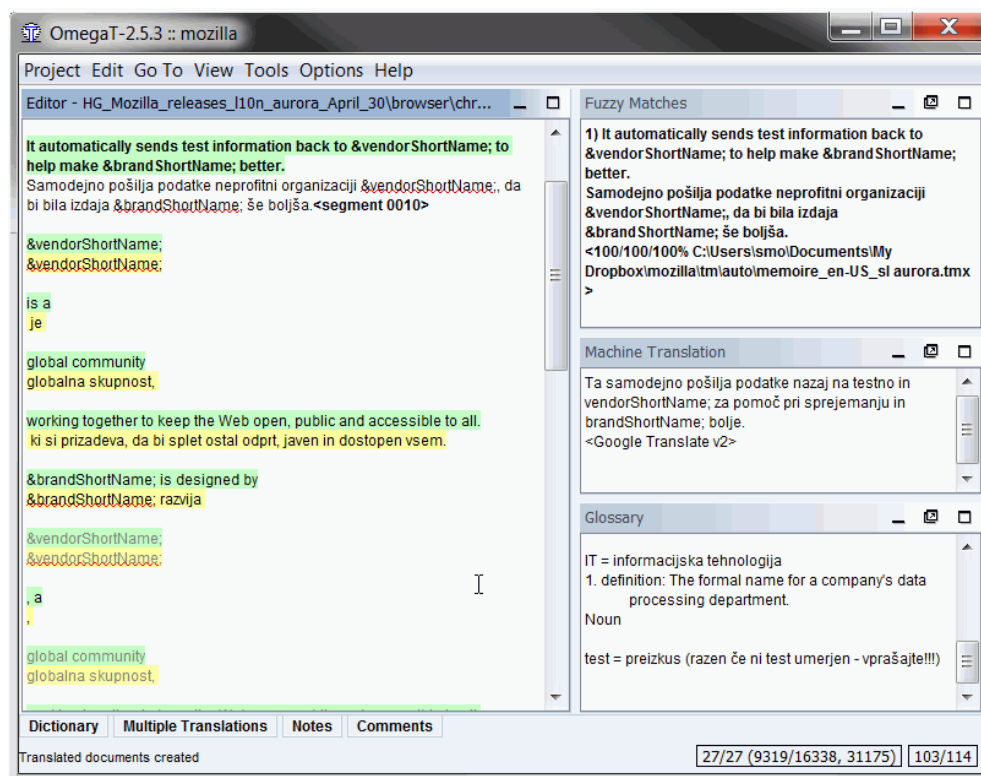 OmegaT-2.5.3 :: mozilla
Project Edit Go To View Tools Options Help
Editor - HG_Mozilla_releases_l10n_aurora_April_30\browser\chr...
It automatically sends test information back to &vendorShortName; to
help make &brandShortName; better.
Samodejno pošilja podatke neprofitni organizaciji &vendorShortName;, da
bi bila izdaja &brandShortName; še boljša.<segment 0010>
&vendorShortName;
&vendorShortName;
is a
je
global community
globalna skupnost,
working together to keep the Web open, public and accessible to all.
ki si prizadeva, da bi splet ostal odprt, javen in dostopen vsem.
&brandShortName; is designed by
&brandShortName; razvija
&vendorShortName;
&vendorShortName;
, a
,
global community
globalna skupnost,
Fuzzy Matches
1) It automatically sends test information back to
&vendorShortName; to help make &brandShortName;
better.
Samodejno pošilja podatke neprofitni organizaciji
&vendorShortName;, da bi bila izdaja
&brandShortName; še boljša.
<100/100/100% C:\Users\smo\Documents\My
Dropbox\mozilla\tm\auto\memoire_en-US_sl aurora.tmx
>
Machine Translation
Ta samodejno pošilja podatke nazaj na testno in
vendorShortName; za pomoč pri sprejemanju in
brandShortName; bolje.
<Google Translate v2>
Glossary
IT = informacijska tehnologija
1. definition: The formal name for a company's data
processing department.
Noun
test = preizkus (razen če ni test umerjen - vprašajte!!!)
Dictionary
Multiple Translations
Notes
Comments
Translated documents created
27/27 (9319/16338, 31175)
103/114